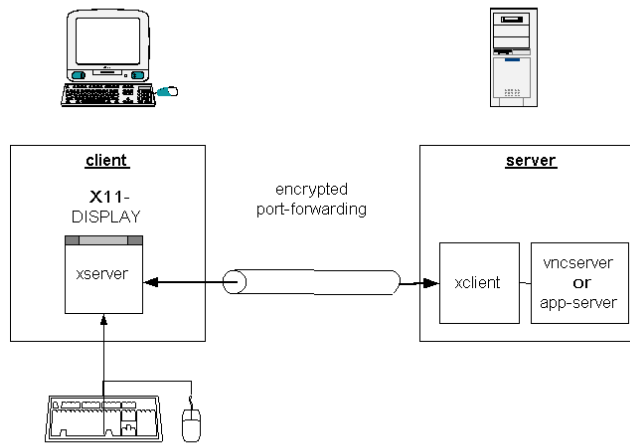 client
X11-
DISPLAY
xserver
encrypted
port-forwarding
server
xclient
vncserver
or
app-server